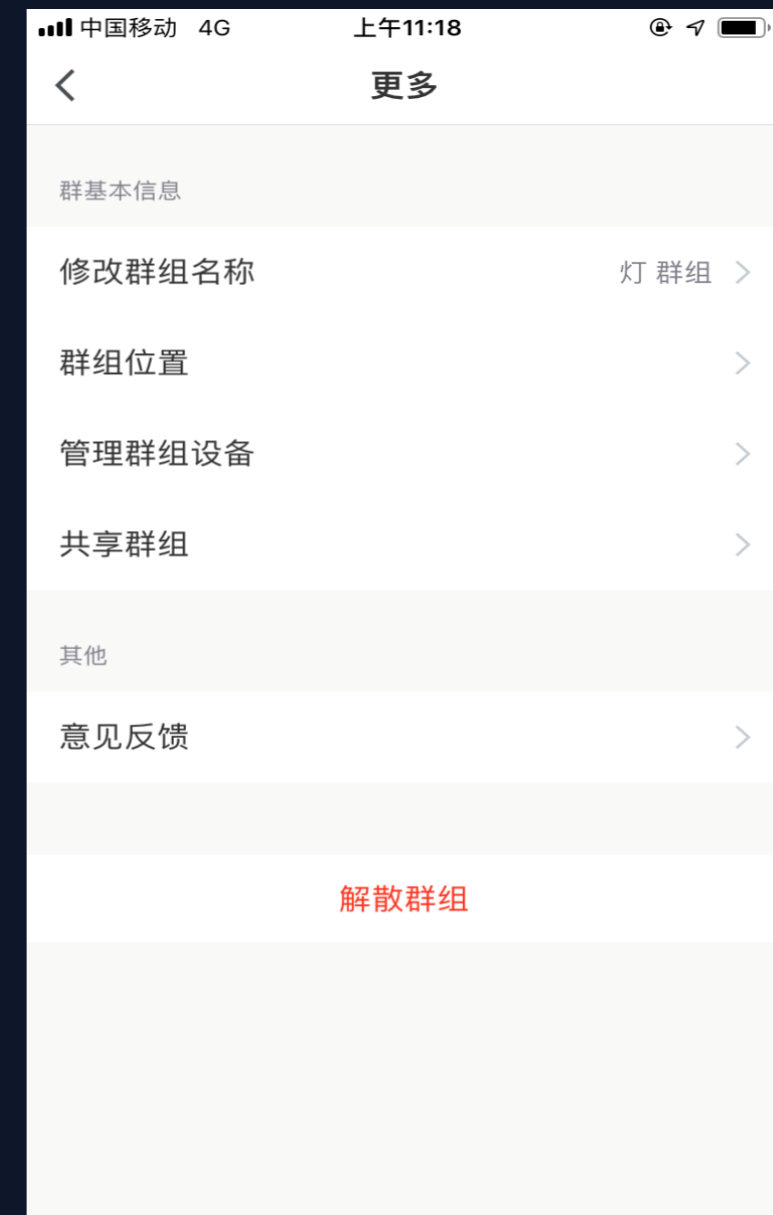 中国移动 4G 上午11:18
更多
群基本信息
修改群组名称 灯 群组
群组位置
管理群组设备
共享群组
其他
意见反馈
解散群组